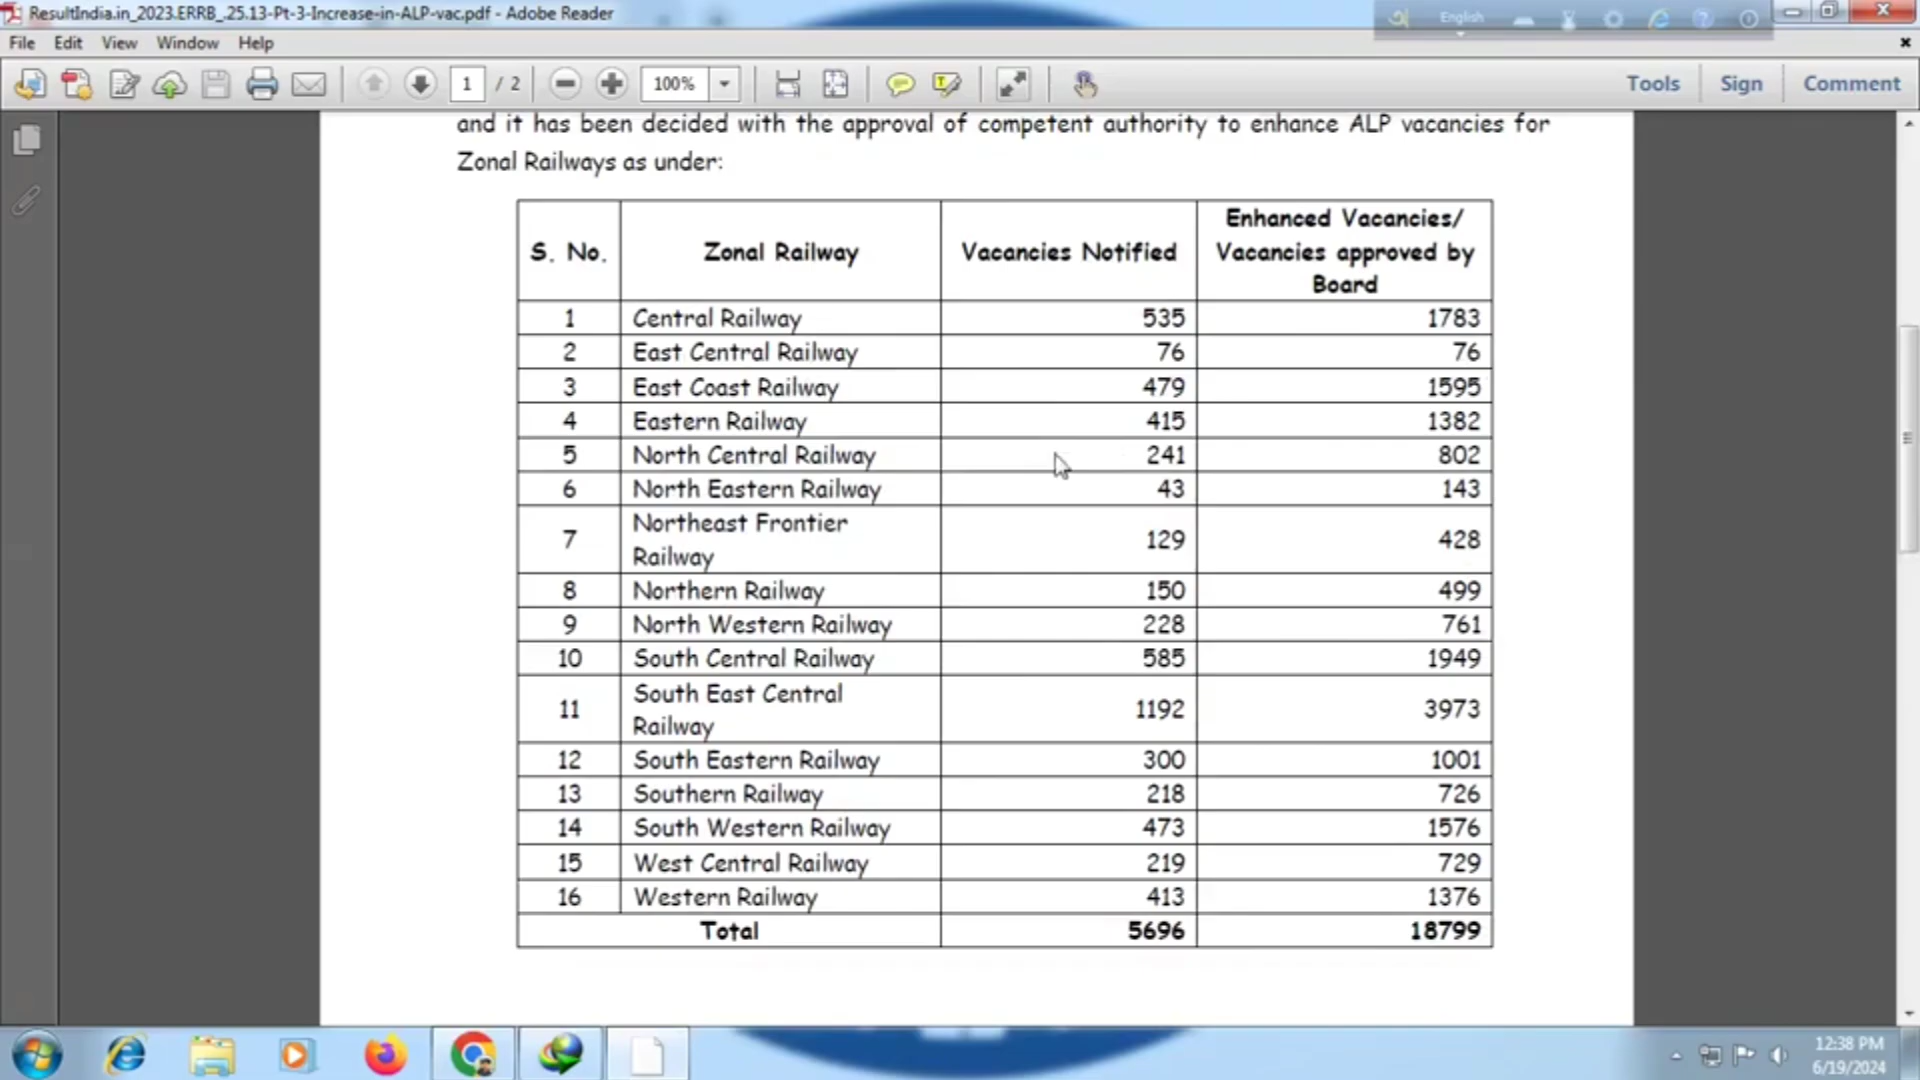 ResultIndia.in_2023.ERRB_.25.13-Pt-3-Increase-in-ALP-vac.pdf - Adobe Reader
English
File Edit View Window Help
1 / 2 100% Tools Sign Comment
and it has been decided with the approval of competent authority to enhance ALP vacancies for
Zonal Railways as under:
S. No. Zonal Railway Vacancies Notified Enhanced Vacancies/ Vacancies approved by Board
1 Central Railway 535 1783
2 East Central Railway 76 76
3 East Coast Railway 479 1595
4 Eastern Railway 415 1382
5 North Central Railway 241 802
6 North Eastern Railway 43 143
7 Northeast Frontier Railway 129 428
8 Northern Railway 150 499
9 North Western Railway 228 761
10 South Central Railway 585 1949
11 South East Central Railway 1192 3973
12 South Eastern Railway 300 1001
13 Southern Railway 218 726
14 South Western Railway 473 1576
15 West Central Railway 219 729
16 Western Railway 413 1376
Total 5696 18799
12:38 PM
6/19/2024